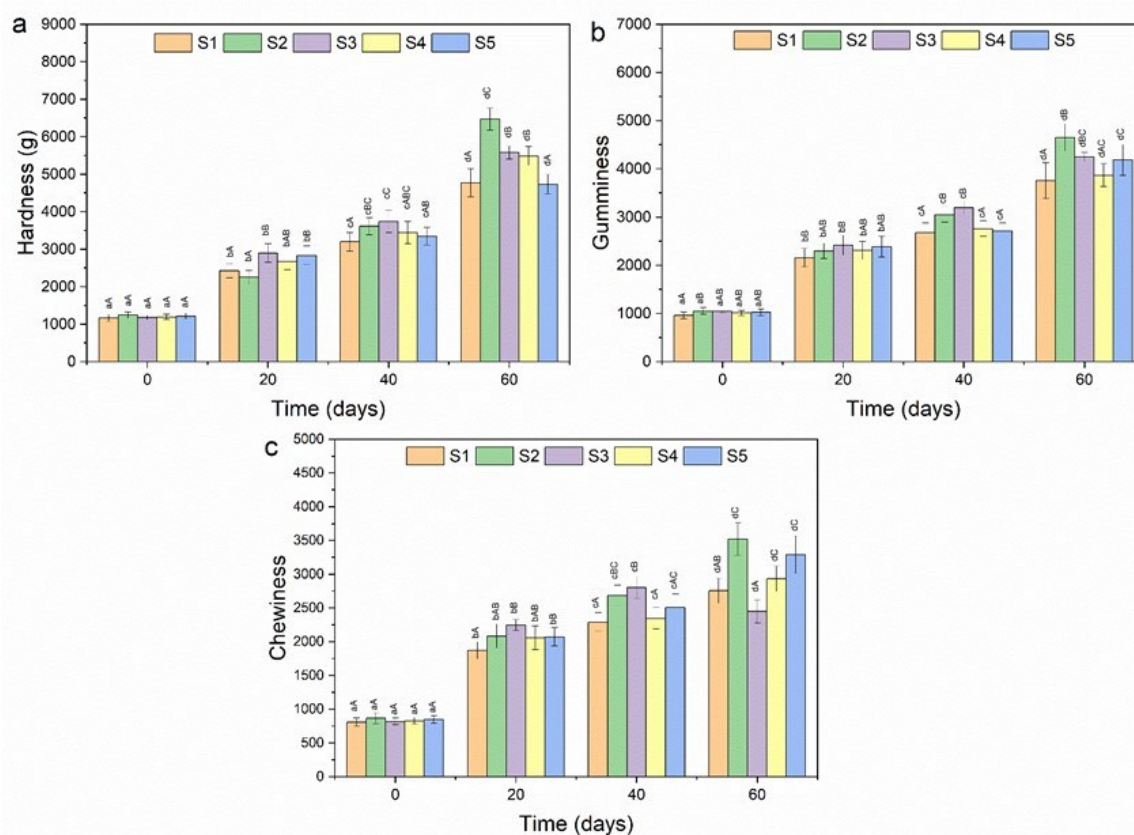 a
S1 S2 S3 S4 S5
Hardness (g)
9000
8000
7000
6000
5000
4000
3000
2000
1000
0
aA aA aA aA aA
bA bA bB bAB bB
cA cBC cC cABC cAB
dA dC dB dB dA
0 20 40 60
Time (days)
b
S1 S2 S3 S4 S5
Gumminess
7000
6000
5000
4000
3000
2000
1000
0
aA aB aAB aAB aAB
bB bAB bB bAB bAB
cA cB cB cA cA
dA dB dBC dAC dC
0 20 40 60
Time (days)
c
S1 S2 S3 S4 S5
Chewiness
5000
4500
4000
3500
3000
2500
2000
1500
1000
500
0
aA aA aA aA aA
bA bAB bB bAB bB
cA cBC cB cA cAC
dAB dC dA dC dC
0 20 40 60
Time (days)